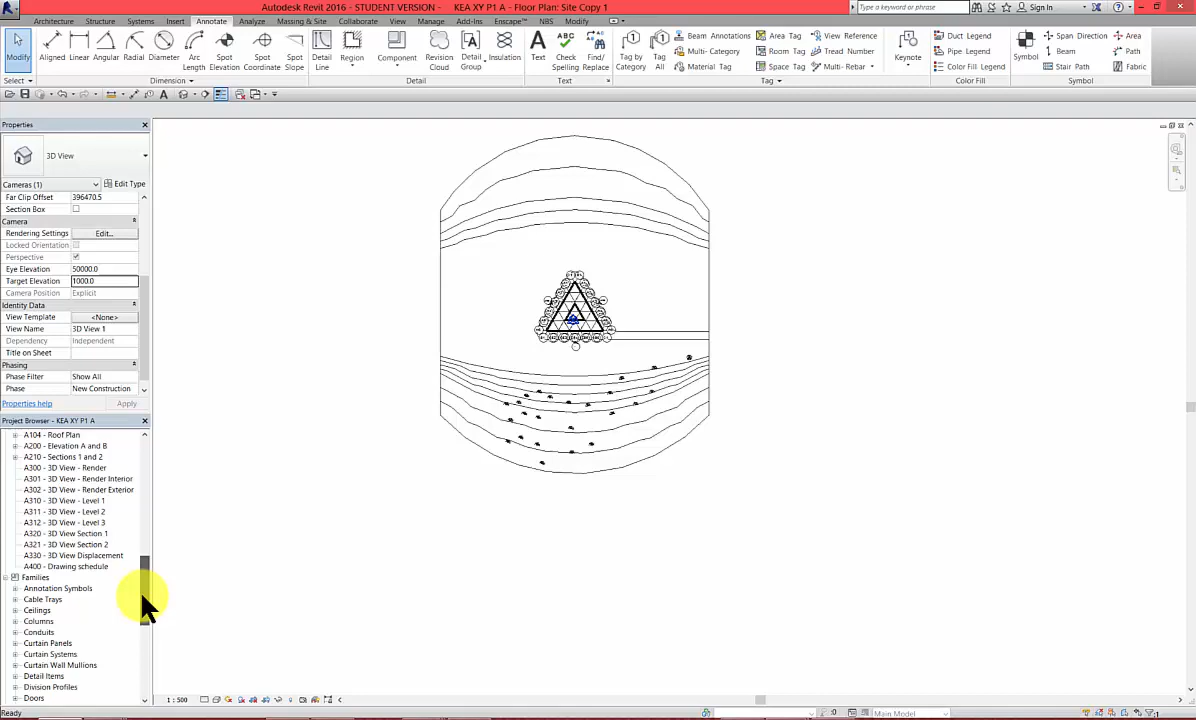 Autodesk Revit 2016 - STUDENT VERSION - KEA XY P1 A - Floor Plan: Site Copy 1
Type a keyword or phrase
Sign In
Architecture Structure Systems Insert Annotate Analyze Massing & Site Collaborate View Manage Add-Ins Enscape™ NBS Modify
Modify Aligned Linear Angular Radial Diameter Arc Length Spot Elevation Spot Coordinate Spot Slope Detail Line Region Component Revision Cloud Detail Group Insulation Text Check Spelling Find/ Replace Tag by Category Tag All
Beam Annotations Area Tag View Reference
Multi-Category Room Tag Tread Number
Material Tag Space Tag Multi-Rebar
Keynote
Duct Legend
Pipe Legend
Color Fill Legend
Symbol
Span Direction Area
Beam Path
Stair Path Fabric
Select Dimension Detail Text Tag Color Fill Symbol
Properties
3D View
Cameras (1) Edit Type
Far Clip Offset 396470.5
Section Box
Camera
Rendering Settings Edit...
Locked Orientation
Perspective
Eye Elevation 50000.0
Target Elevation 1000.0
Camera Position Explicit
Identity Data
View Template <None>
View Name 3D View 1
Dependency Independent
Title on Sheet
Phasing
Phase Filter Show All
Phase New Construction
Properties help Apply
Project Browser - KEA XY P1 A
A104 - Roof Plan
A200 - Elevation A and B
A210 - Sections 1 and 2
A300 - 3D View - Render
A301 - 3D View - Render Interior
A302 - 3D View - Render Exterior
A310 - 3D View - Level 1
A311 - 3D View - Level 2
A312 - 3D View - Level 3
A320 - 3D View Section 1
A321 - 3D View Section 2
A330 - 3D View Displacement
A400 - Drawing schedule
Families
Annotation Symbols
Cable Trays
Ceilings
Columns
Conduits
Curtain Panels
Curtain Systems
Curtain Wall Mullions
Detail Items
Division Profiles
Doors
1 : 500
Ready
:0
Main Model